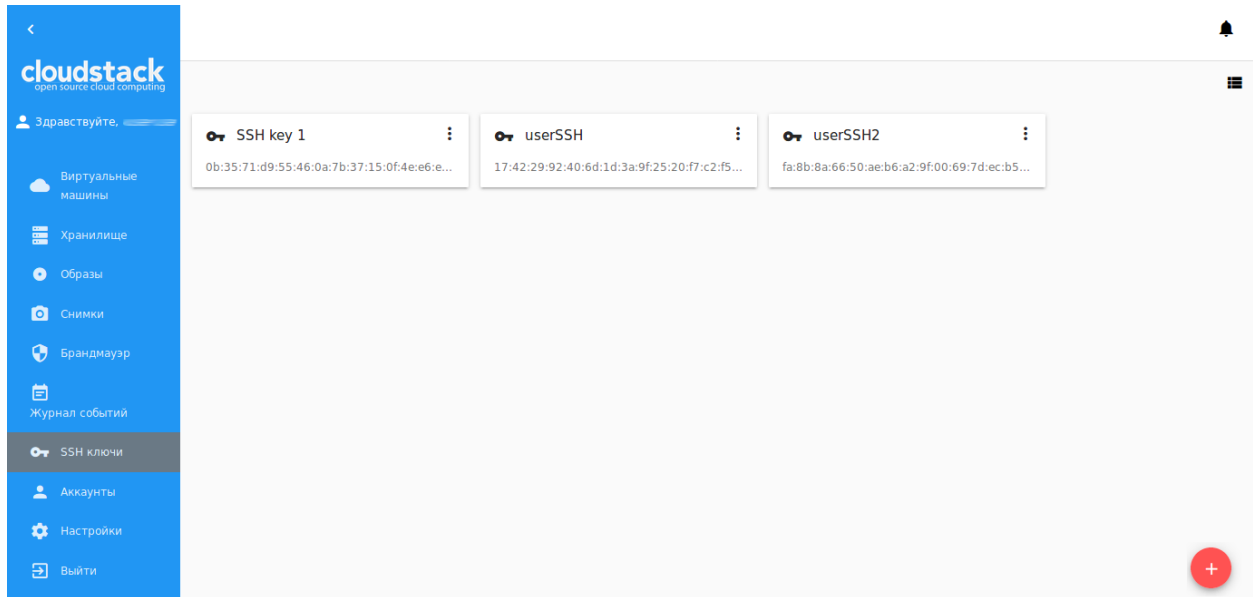 cloudstack
open source cloud computing
Здравствуйте,
Виртуальные
машины
Хранилище
Образы
Снимки
Брандмауэр
Журнал событий
SSH ключи
Аккаунты
Настройки
Выйти
SSH key 1
0b:35:71:d9:55:46:0a:7b:37:15:0f:4e:e6:e...
userSSH
17:42:29:92:40:6d:1d:3a:9f:25:20:f7:c2:f5...
userSSH2
fa:8b:8a:66:50:ae:b6:a2:9f:00:69:7d:ec:b5...